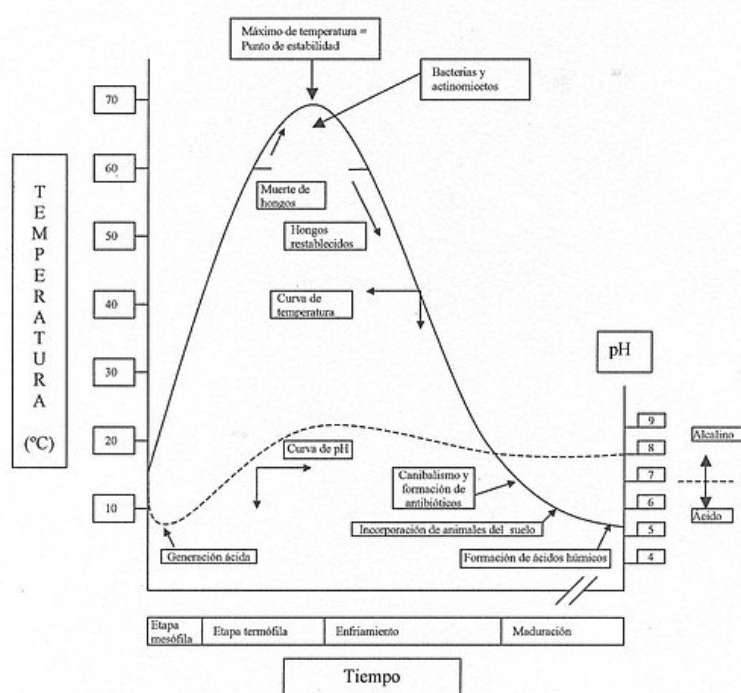 Máximo de temperatura =
Punto de estabilidad
Bacterias y
actinomicetos
70
60
Muerte de
hongos
TEMPERATURA
(ºC)
50
Hongos
restablecidos
40
Curva de
temperatura
30
pH
20
9
Alcalino
8
Curva de pH
7
Canibalismo y
formación de
antibióticos
10
6
Acido
Incorporación de animales del suelo
5
Generación ácida
Formación de ácidos húmicos
4
Etapa
mesófila
Etapa termófila
Enfriamiento
Maduración
Tiempo